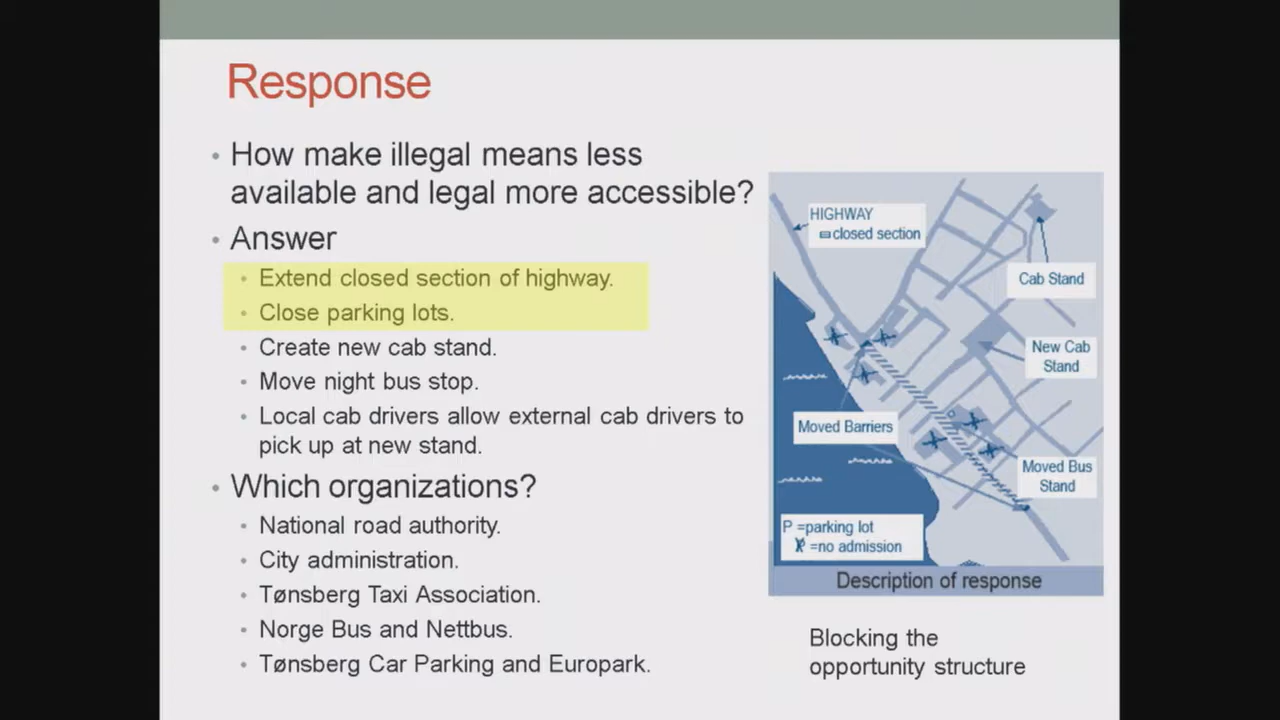 Response
• How make illegal means less
available and legal more accessible?
• Answer
• Extend closed section of highway.
• Close parking lots.
• Create new cab stand.
• Move night bus stop.
• Local cab drivers allow external cab drivers to
pick up at new stand.
• Which organizations?
• National road authority.
• City administration.
• Tønsberg Taxi Association.
• Norge Bus and Nettbus.
• Tønsberg Car Parking and Europark.
HIGHWAY
closed section
Cab Stand
New Cab
Stand
Moved Barriers
Moved Bus
Stand
P =parking lot
=no admission
Description of response
Blocking the
opportunity structure